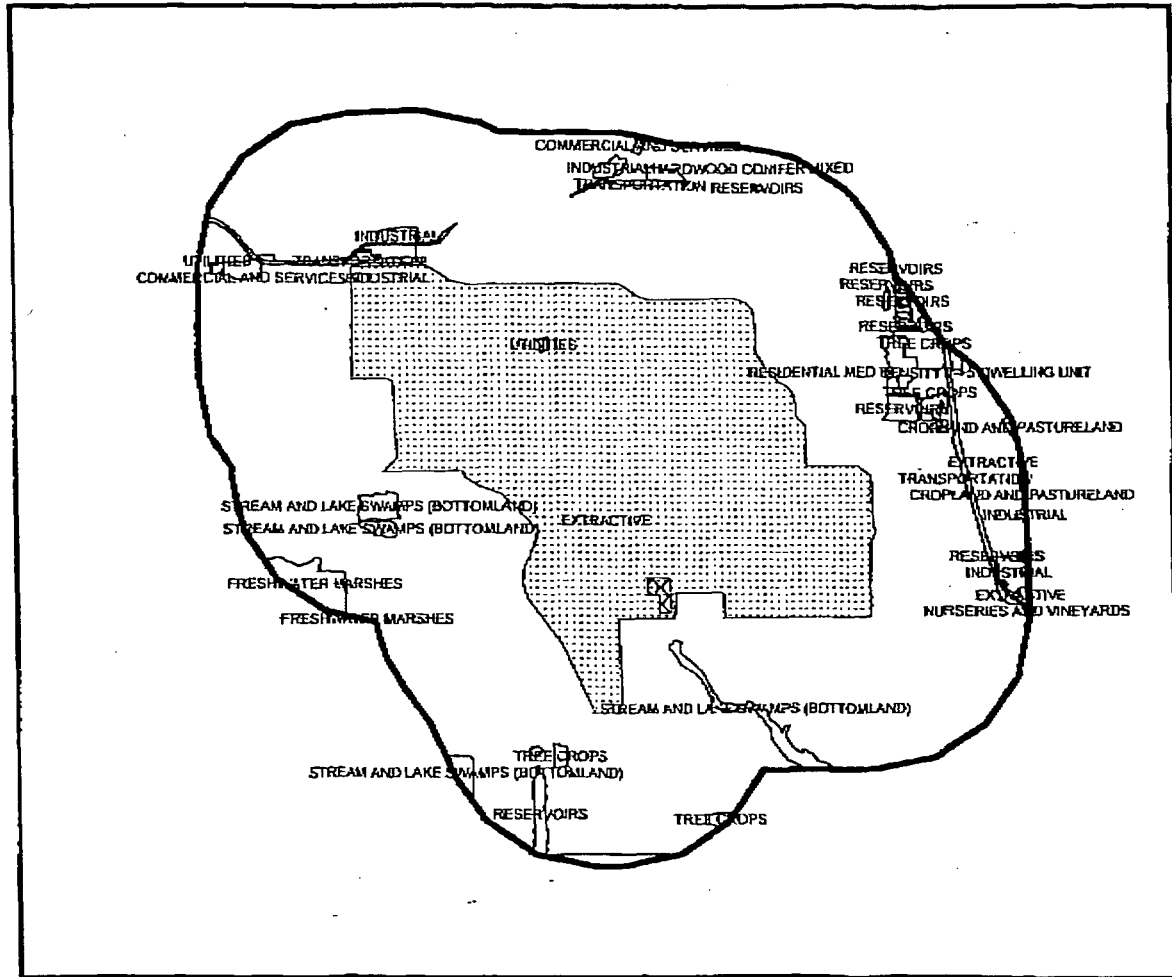 COMMERCIAL AND SERVICES
INDUSTRIAL HARDWOOD CONIFER MIXED
TRANSPORTATION RESERVOIRS
INDUSTRIAL
UTILITIES TRANSPORTATION
COMMERCIAL AND SERVICES INDUSTRIAL
RESERVOIRS
RESERVOIRS
RESERVOIRS
RESERVOIRS
TREE CROPS
UTILITIES
RESIDENTIAL MED DENSITY DWELLING UNIT
TREE CROPS
RESERVOIRS
CROPLAND AND PASTURELAND
EXTRACTIVE
TRANSPORTATION
CROPLAND AND PASTURELAND
INDUSTRIAL
STREAM AND LAKE SWAMPS (BOTTOMLAND)
EXTRACTIVE
STREAM AND LAKE SWAMPS (BOTTOMLAND)
RESERVOIRS
INDUSTRIAL
FRESHWATER MARSHES
EXTRACTIVE
NURSERIES AND VINEYARDS
FRESHWATER MARSHES
STREAM AND LAKE SWAMPS (BOTTOMLAND)
TREE CROPS
STREAM AND LAKE SWAMPS (BOTTOMLAND)
RESERVOIRS
TREE CROPS